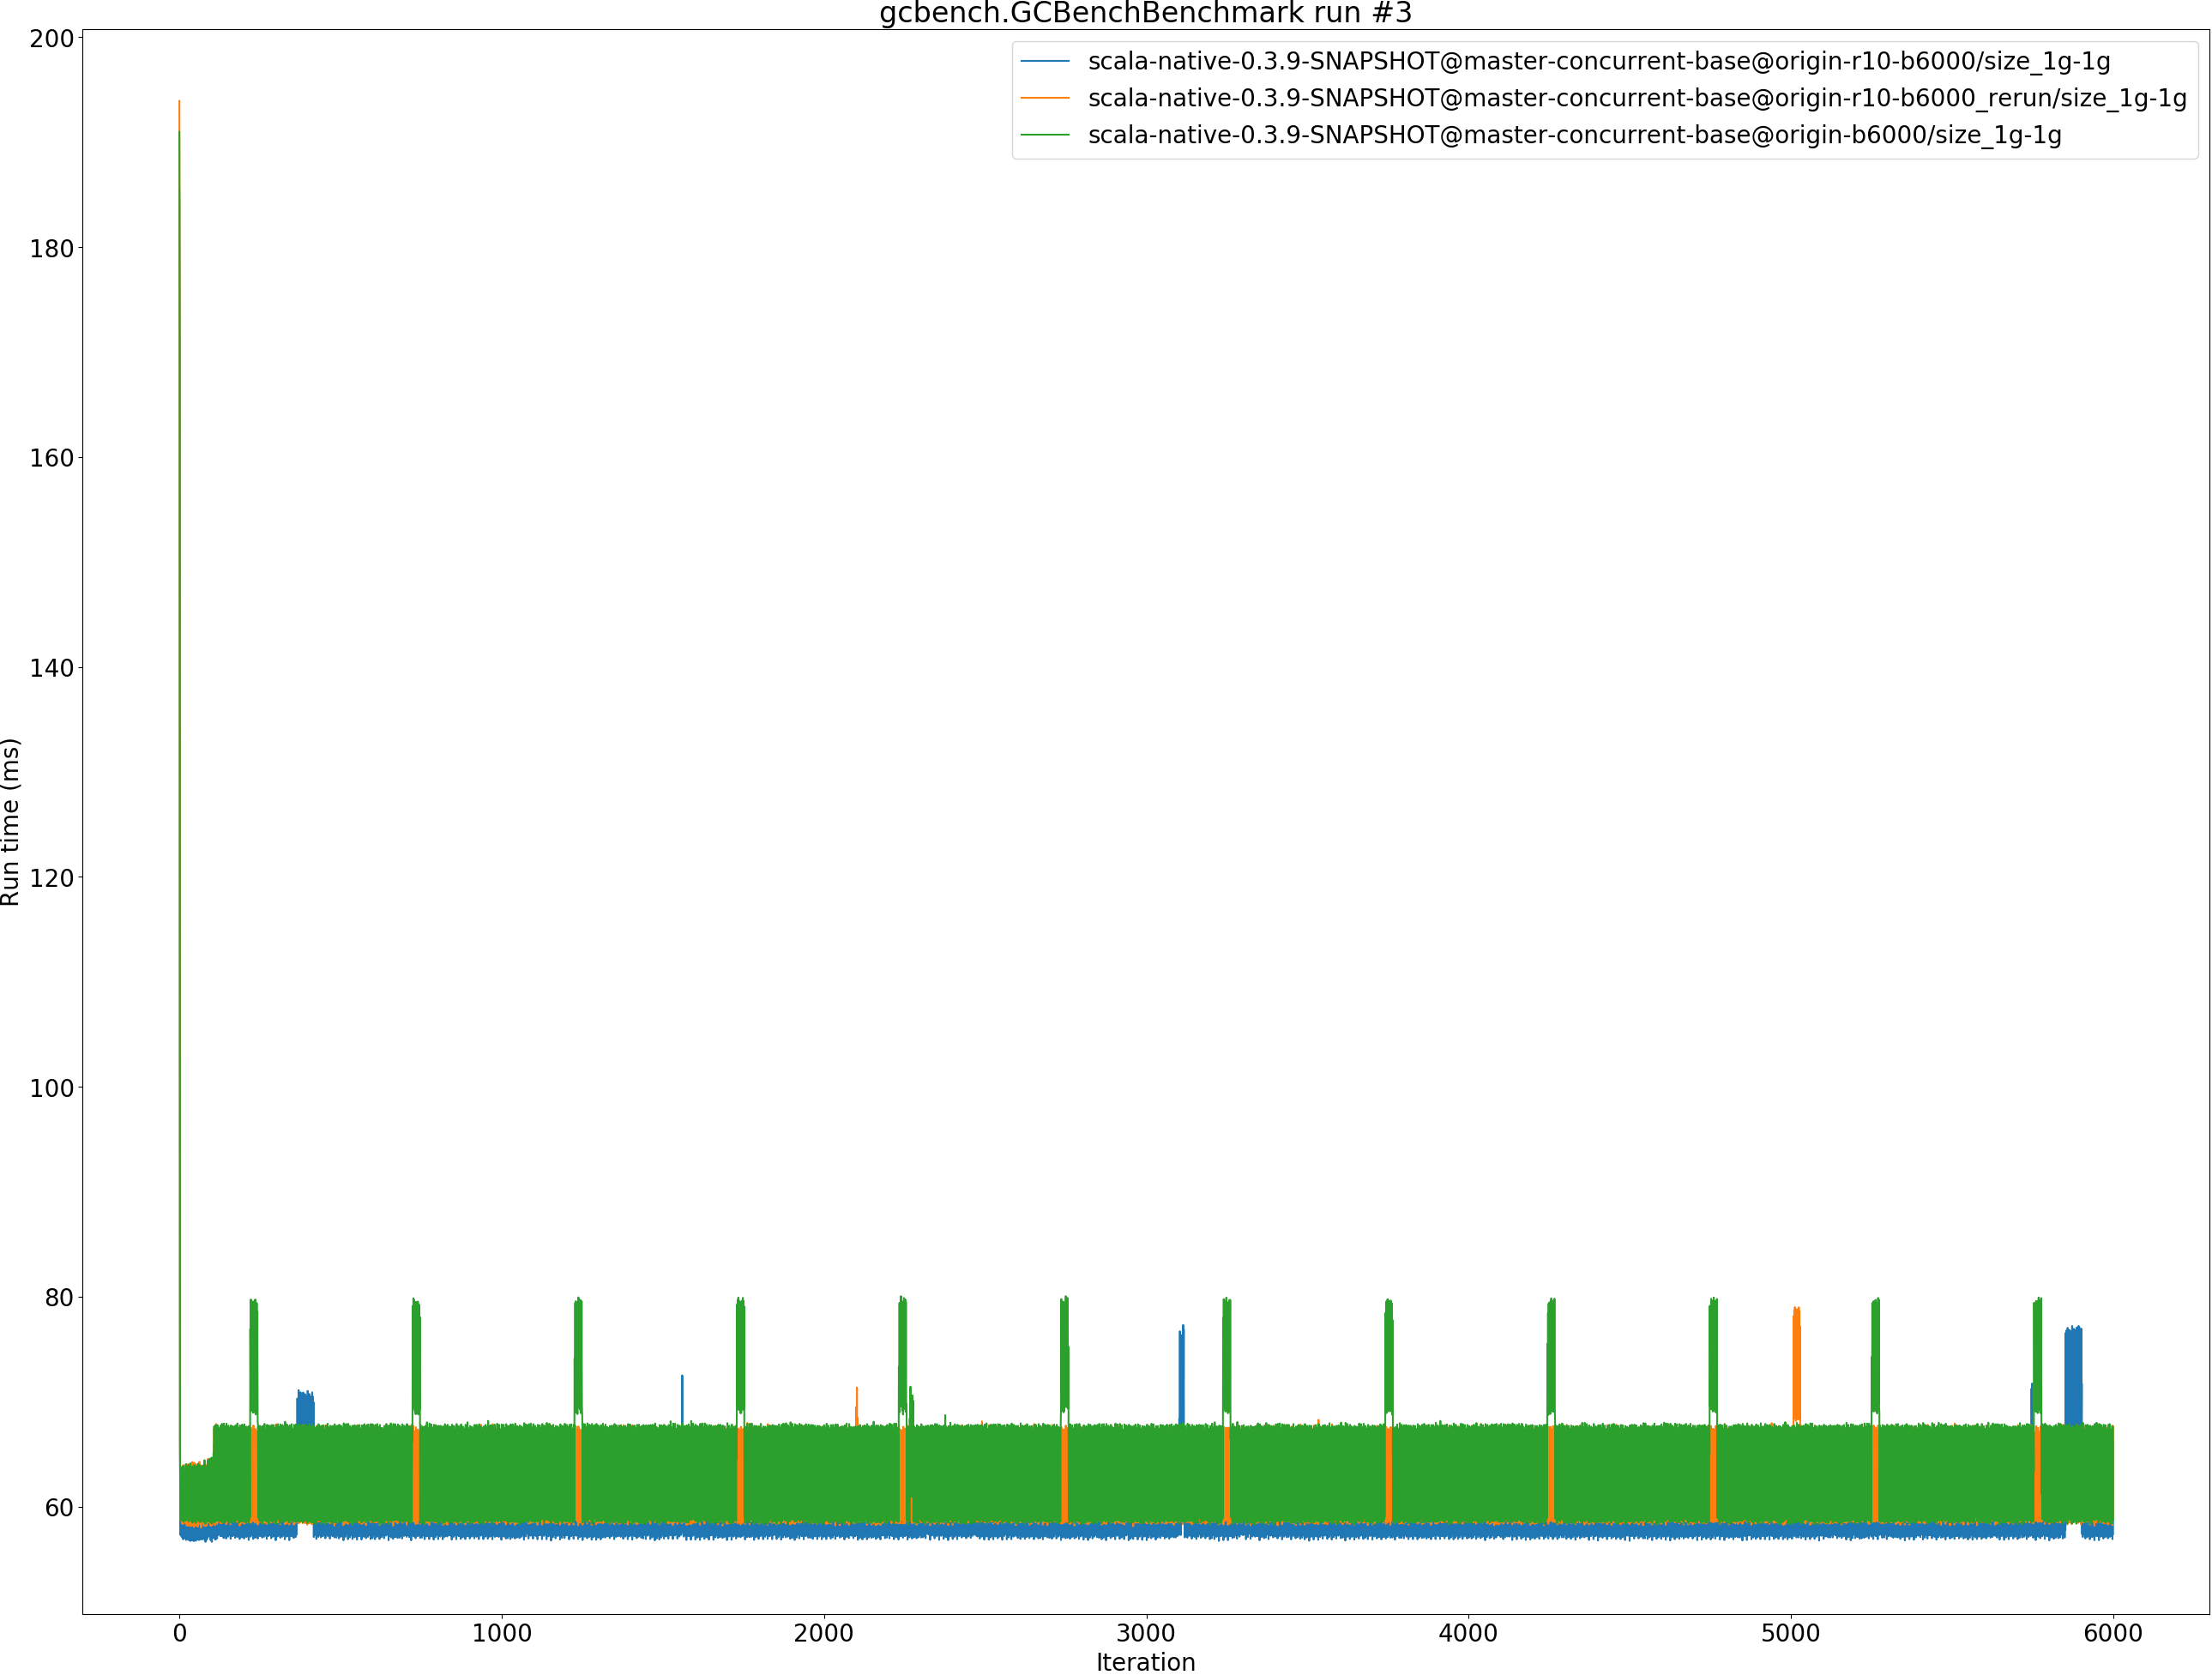 gcbench.GCBenchBenchmark run #3
scala-native-0.3.9-SNAPSHOT@master-concurrent-base@origin-r10-b6000/size_1g-1g
scala-native-0.3.9-SNAPSHOT@master-concurrent-base@origin-r10-b6000_rerun/size_1g-1g
scala-native-0.3.9-SNAPSHOT@master-concurrent-base@origin-b6000/size_1g-1g
Run time (ms)
200
180
160
140
120
100
80
60
0 1000 2000 3000 4000 5000 6000
Iteration